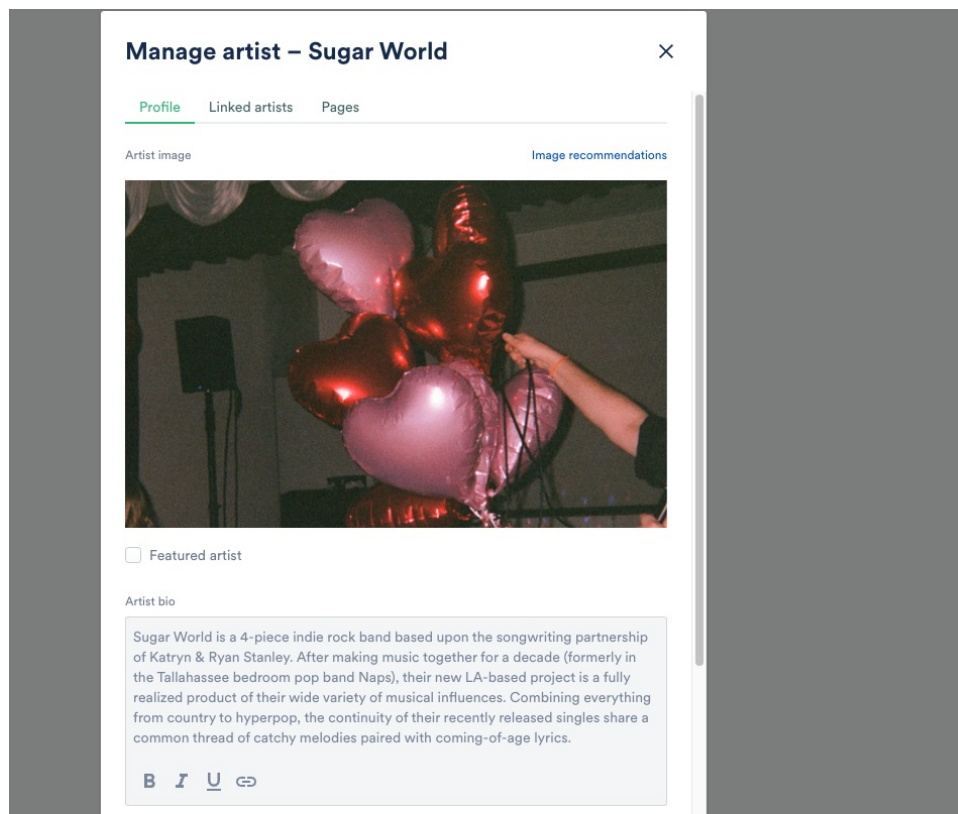 Manage artist – Sugar World
Profile Linked artists Pages
Artist image Image recommendations
Featured artist
Artist bio
Sugar World is a 4-piece indie rock band based upon the songwriting partnership
of Katryn & Ryan Stanley. After making music together for a decade (formerly in
the Tallahassee bedroom pop band Naps), their new LA-based project is a fully
realized product of their wide variety of musical influences. Combining everything
from country to hyperpop, the continuity of their recently released singles share a
common thread of catchy melodies paired with coming-of-age lyrics.
B I U